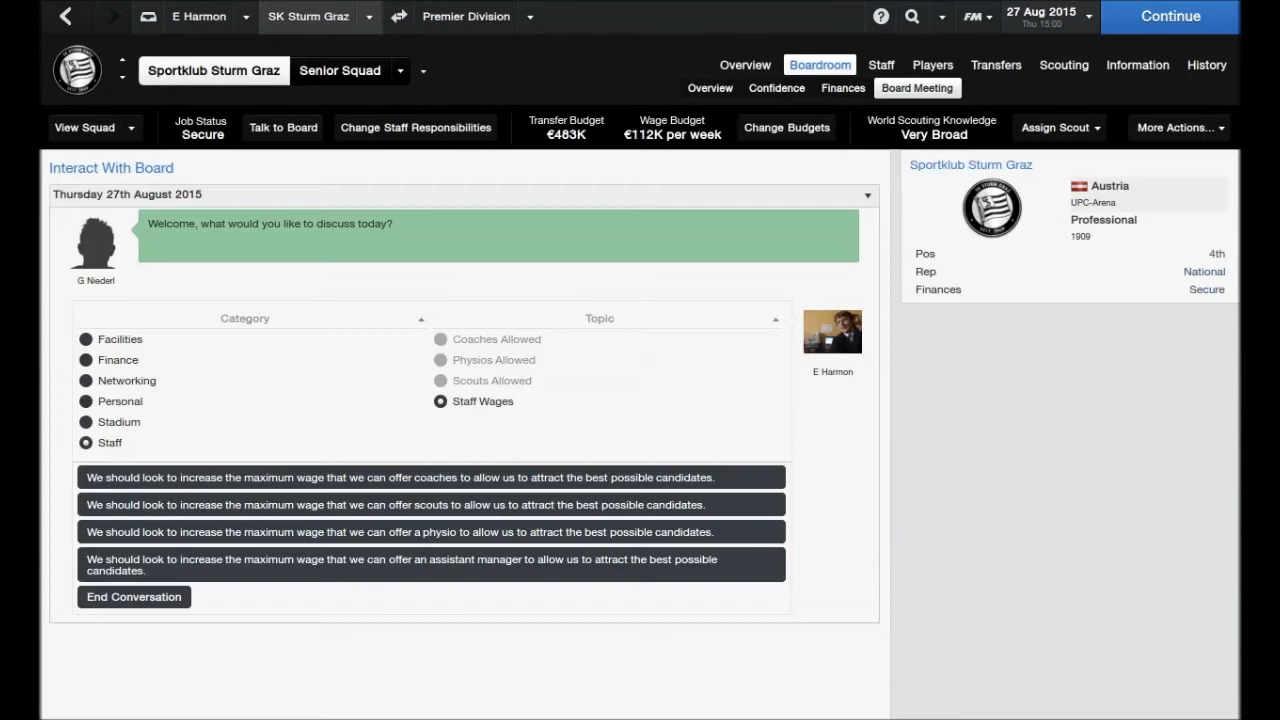 E Harmon
SK Sturm Graz
Premier Division
FM
27 Aug 2015
Thu 15:00
Continue
Sportklub Sturm Graz
Senior Squad
Overview
Boardroom
Staff
Players
Transfers
Scouting
Information
History
Overview
Confidence
Finances
Board Meeting
View Squad
Job Status
Secure
Talk to Board
Change Staff Responsibilities
Transfer Budget
€483K
Wage Budget
€112K per week
Change Budgets
World Scouting Knowledge
Very Broad
Assign Scout
More Actions...
Interact With Board
Thursday 27th August 2015
Welcome, what would you like to discuss today?
G Niederl
Category
Topic
Facilities
Finance
Networking
Personal
Stadium
Staff
Coaches Allowed
Physios Allowed
Scouts Allowed
Staff Wages
E Harmon
We should look to increase the maximum wage that we can offer coaches to allow us to attract the best possible candidates.
We should look to increase the maximum wage that we can offer scouts to allow us to attract the best possible candidates.
We should look to increase the maximum wage that we can offer a physio to allow us to attract the best possible candidates.
We should look to increase the maximum wage that we can offer an assistant manager to allow us to attract the best possible
candidates.
End Conversation
Sportklub Sturm Graz
Austria
UPC-Arena
Professional
1909
Pos 4th
Rep National
Finances Secure